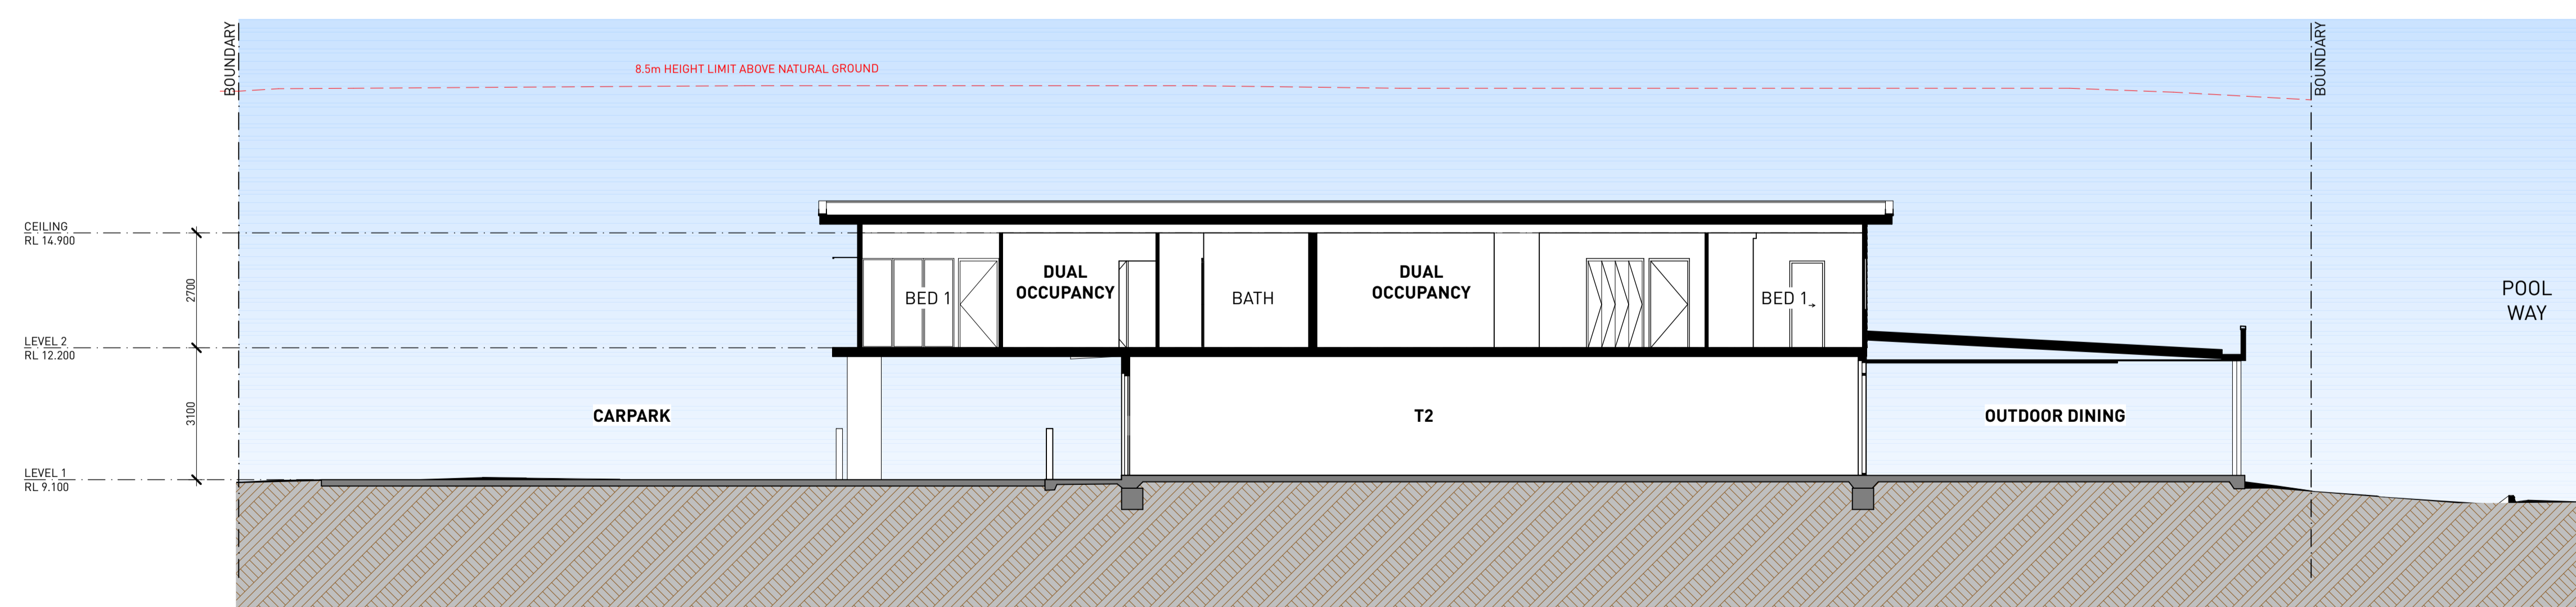 BOUNDARY
BOUNDARY
8.5m HEIGHT LIMIT ABOVE NATURAL GROUND
CEILING
RL 14.900
2700
DUAL
OCCUPANCY
DUAL
OCCUPANCY
BED 1
BATH
BED 1
POOL
WAY
LEVEL 2
RL 12.200
3100
CARPARK
T2
OUTDOOR DINING
LEVEL 1
RL 9.100